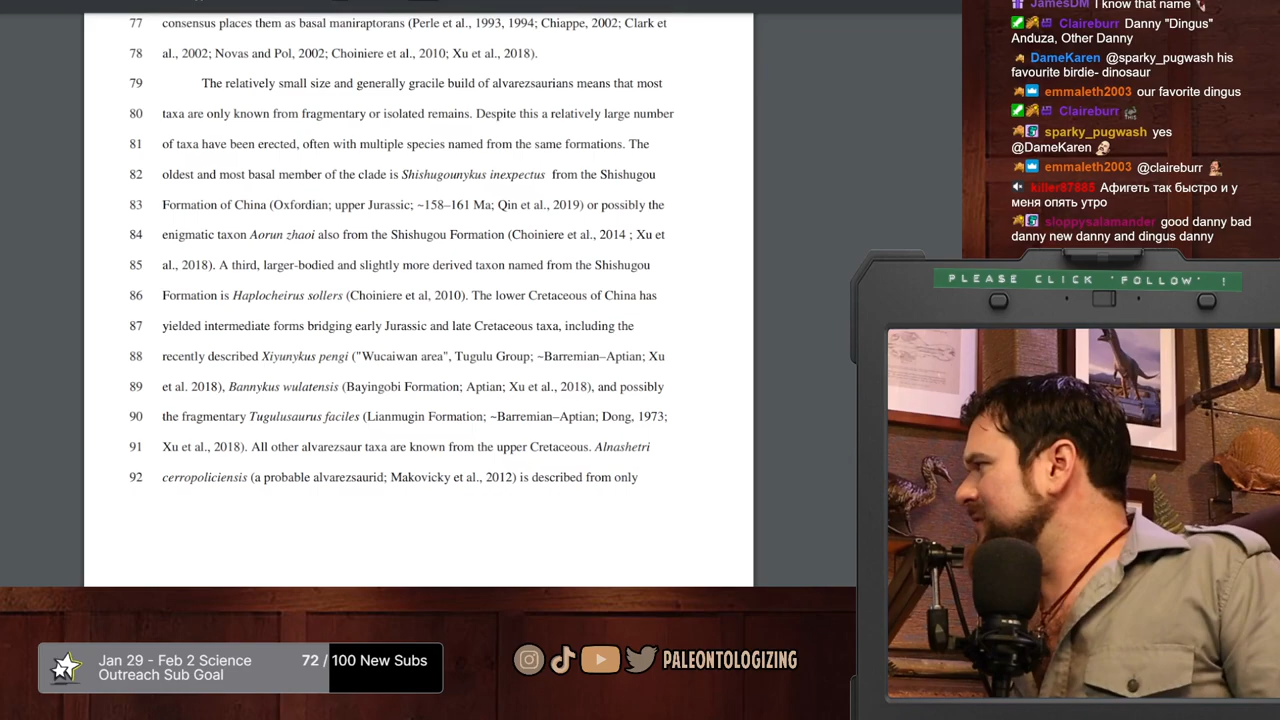 77 consensus places them as basal maniraptorans (Perle et al., 1993, 1994; Chiappe, 2002; Clark et
78 al., 2002; Novas and Pol, 2002; Choiniere et al., 2010; Xu et al., 2018).
79 The relatively small size and generally gracile build of alvarezsaurians means that most
80 taxa are only known from fragmentary or isolated remains. Despite this a relatively large number
81 of taxa have been erected, often with multiple species named from the same formations. The
82 oldest and most basal member of the clade is Shishugounykus inexpectus from the Shishugou
83 Formation of China (Oxfordian; upper Jurassic; ~158–161 Ma; Qin et al., 2019) or possibly the
84 enigmatic taxon Aorun zhaoi also from the Shishugou Formation (Choiniere et al., 2014 ; Xu et
85 al., 2018). A third, larger-bodied and slightly more derived taxon named from the Shishugou
86 Formation is Haplocheirus sollers (Choiniere et al, 2010). The lower Cretaceous of China has
87 yielded intermediate forms bridging early Jurassic and late Cretaceous taxa, including the
88 recently described Xiyunykus pengi ("Wucaiwan area", Tugulu Group; ~Barremian–Aptian; Xu
89 et al. 2018), Bannykus wulatensis (Bayingobi Formation; Aptian; Xu et al., 2018), and possibly
90 the fragmentary Tugulusaurus faciles (Lianmugin Formation; ~Barremian–Aptian; Dong, 1973;
91 Xu et al., 2018). All other alvarezsaur taxa are known from the upper Cretaceous. Alnashetri
92 cerropoliciensis (a probable alvarezsaurid; Makovicky et al., 2012) is described from only
JamesDM I know that name
Claireburr Danny "Dingus"
Anduza, Other Danny
DameKaren @sparky_pugwash his
favourite birdie- dinosaur
emmaleth2003 our favorite dingus
Claireburr
sparky_pugwash yes
@DameKaren
emmaleth2003 @claireburr
killer87885 Афигеть так быстро и у
меня опять утро
sloppysalamander good danny bad
danny new danny and dingus danny
PLEASE CLICK 'FOLLOW' !
Jan 29 - Feb 2 Science
Outreach Sub Goal
72 / 100 New Subs
PALEONTOLOGIZING